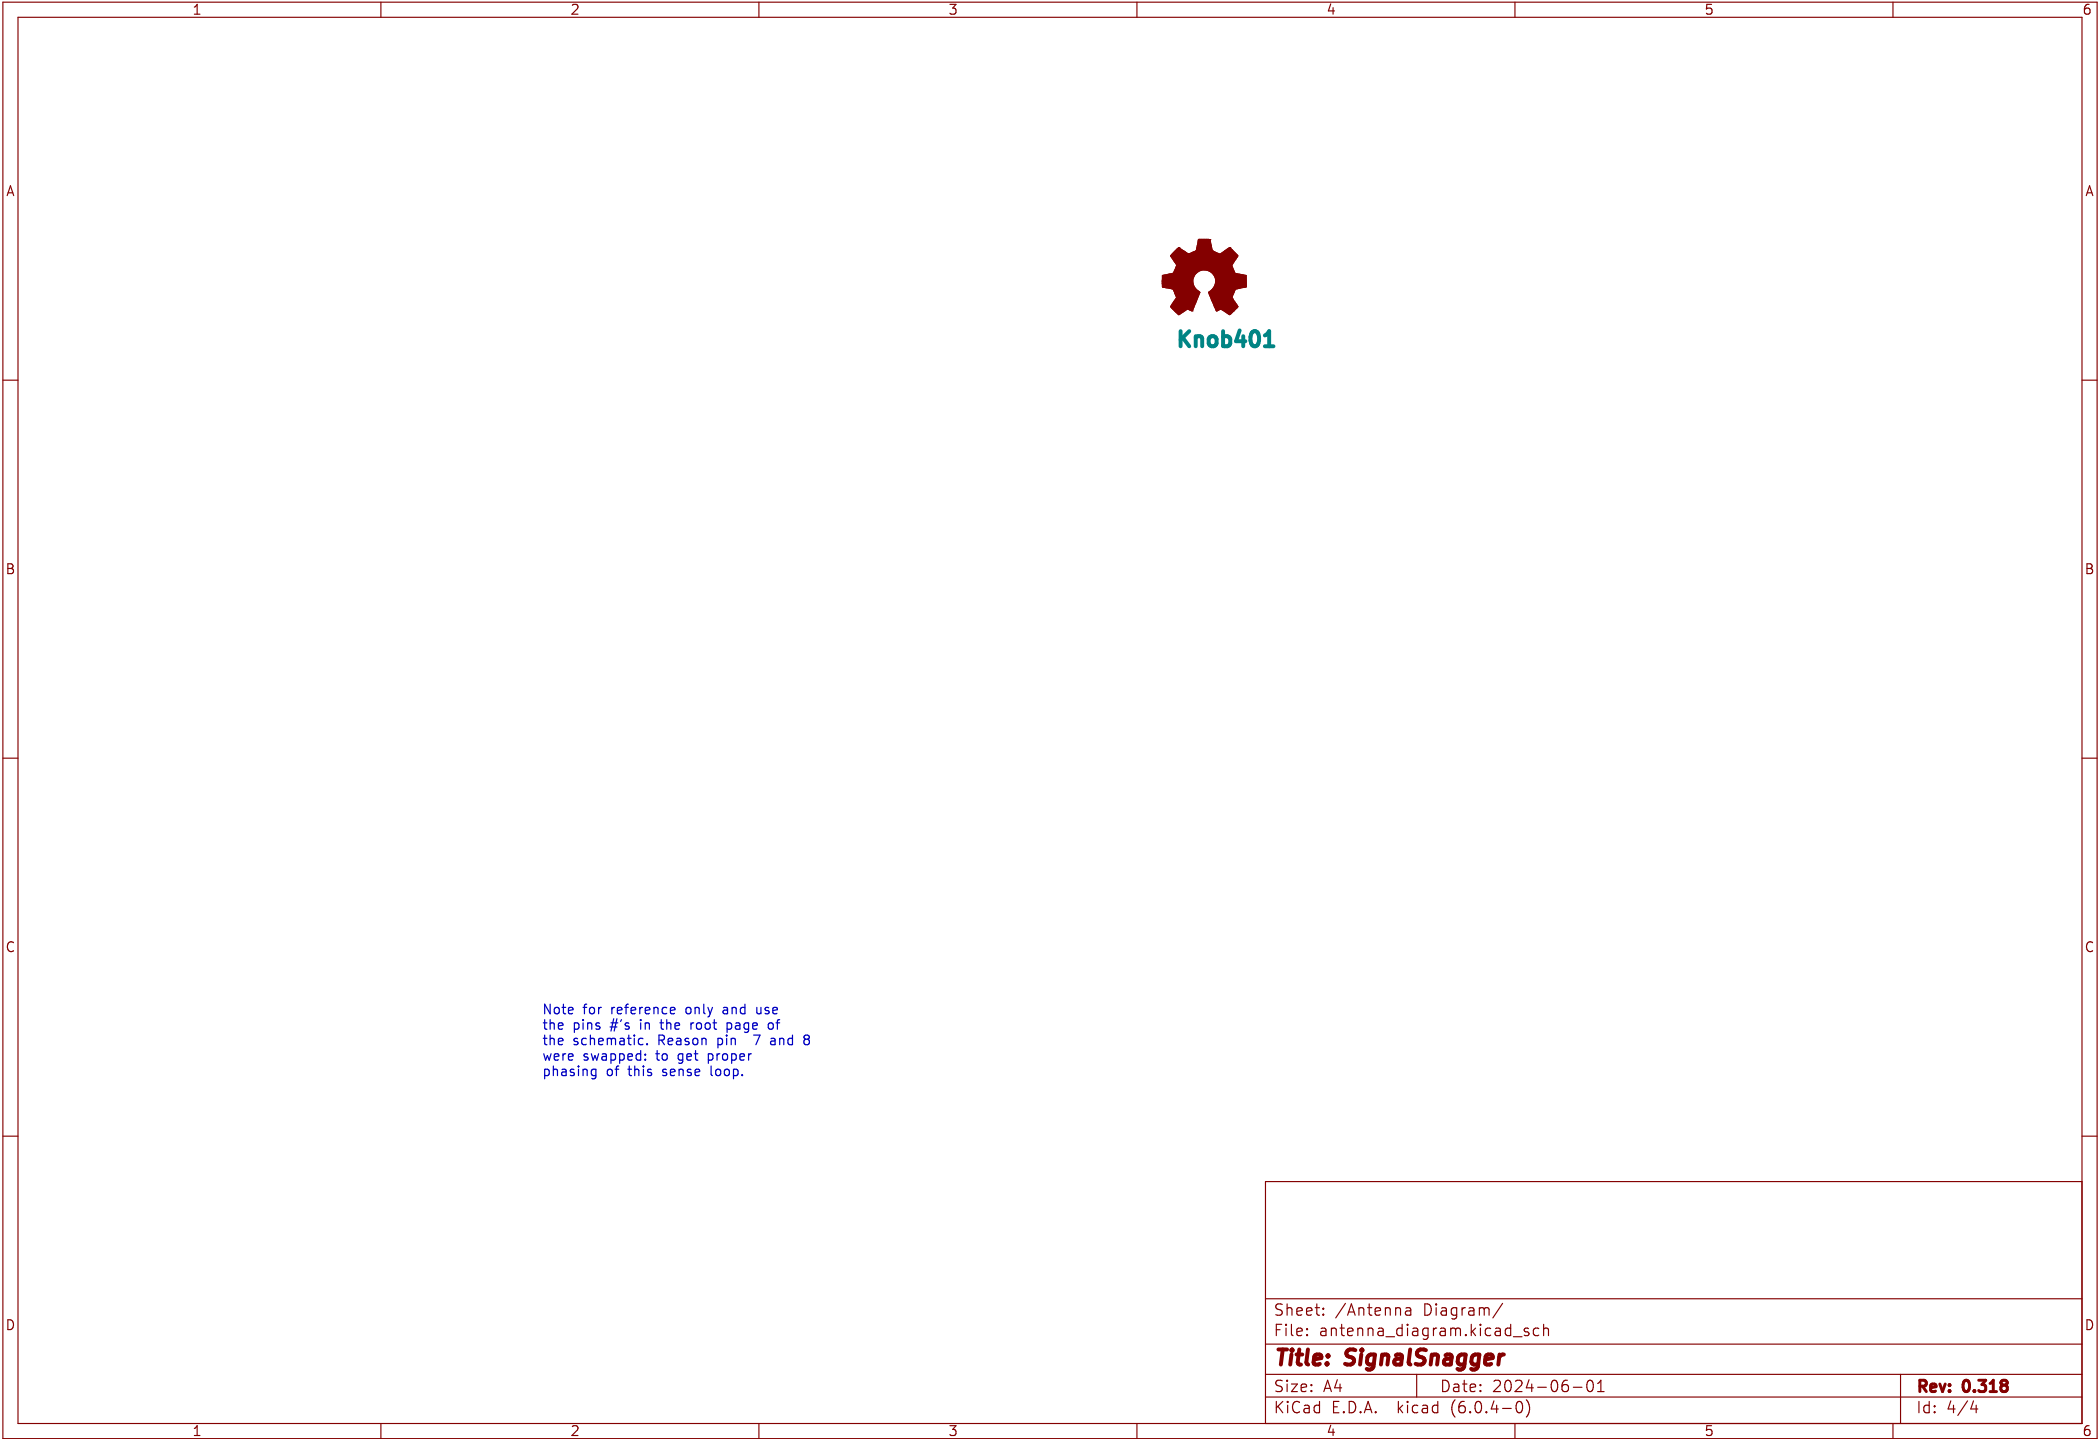 1 2 3 4 5 6
A A
Knob401
B B
C C
Note for reference only and use
the pins #'s in the root page of
the schematic. Reason pin  7 and 8
were swapped: to get proper
phasing of this sense loop.
Sheet: /Antenna Diagram/
File: antenna_diagram.kicad_sch
D D
Title: SignalSnagger
Size: A4 Date: 2024-06-01 Rev: 0.318
KiCad E.D.A.  kicad (6.0.4-0) Id: 4/4
1 2 3 4 5 6